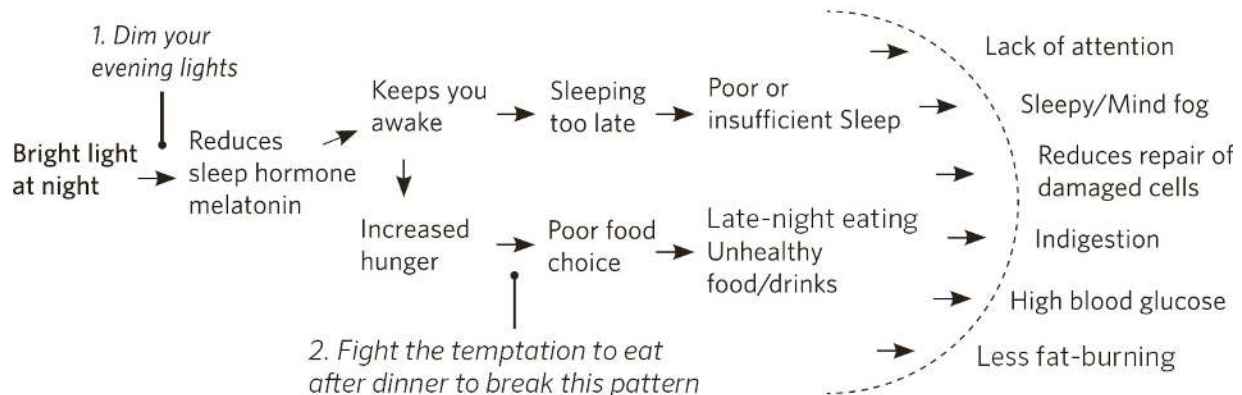 1. Dim your
evening lights
Bright light
at night
Reduces
sleep hormone
melatonin
Keeps you
awake
Sleeping
too late
Poor or
insufficient Sleep
Increased
hunger
Poor food
choice
Late-night eating
Unhealthy
food/drinks
2. Fight the temptation to eat
after dinner to break this pattern
Lack of attention
Sleepy/Mind fog
Reduces repair of
damaged cells
Indigestion
High blood glucose
Less fat-burning